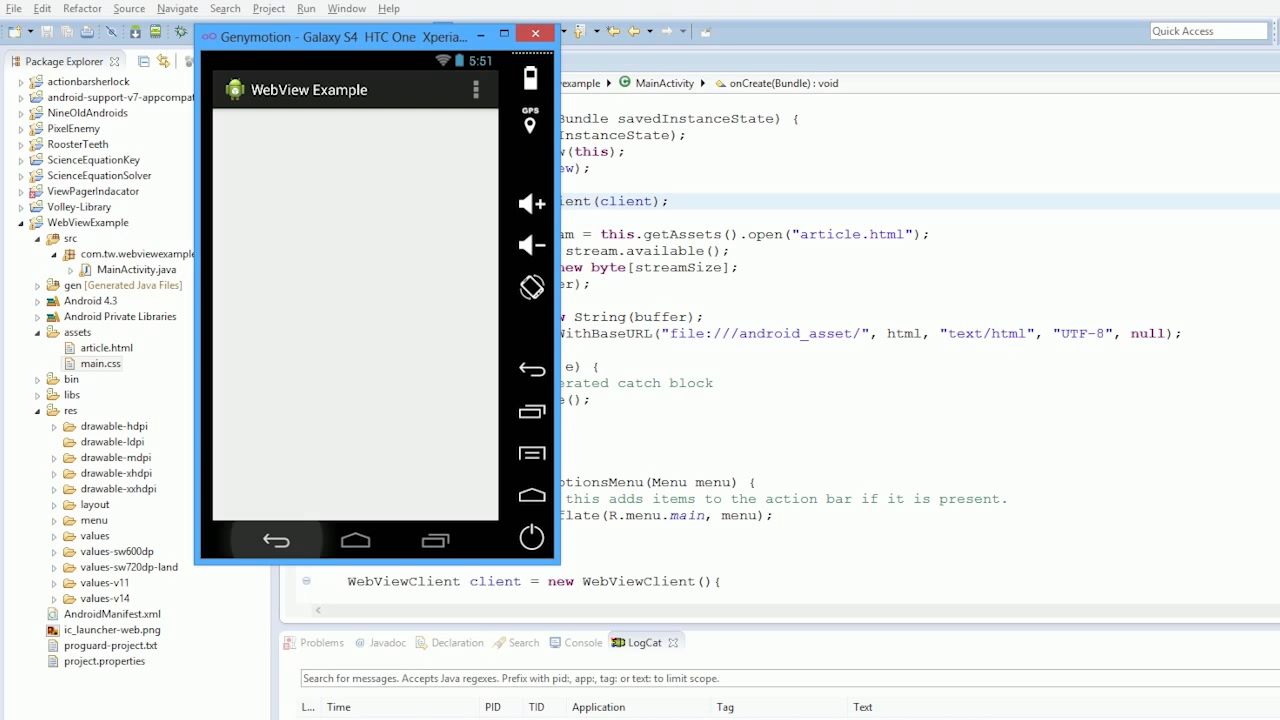 File Edit Refactor Source Navigate Search Project Run Window Help
Quick Access
Genymotion - Galaxy S4 HTC One Xperia...
5:51
WebView Example
GPS
Package Explorer
actionbarsherlock
android-support-v7-appcompat
NineOldAndroids
PixelEnemy
RoosterTeeth
ScienceEquationKey
ScienceEquationSolver
ViewPagerIndacator
Volley-Library
WebViewExample
src
com.tw.webviewexample
MainActivity.java
gen [Generated Java Files]
Android 4.3
Android Private Libraries
assets
article.html
main.css
bin
libs
res
drawable-hdpi
drawable-ldpi
drawable-mdpi
drawable-xhdpi
drawable-xxhdpi
layout
menu
values
values-sw600dp
values-sw720dp-land
values-v11
values-v14
AndroidManifest.xml
ic_launcher-web.png
proguard-project.txt
project.properties
example MainActivity onCreate(Bundle) : void
Bundle savedInstanceState) {
InstanceState);
w(this);
ew);
ient(client);
am = this.getAssets().open("article.html");
stream.available();
new byte[streamSize];
er);
w String(buffer);
WithBaseURL("file:///android_asset/", html, "text/html", "UTF-8", null);
e) {
erated catch block
e();
otionsMenu(Menu menu) {
this adds items to the action bar if it is present.
flate(R.menu.main, menu);
WebViewClient client = new WebViewClient(){
Problems Javadoc Declaration Search Console LogCat
Search for messages. Accepts Java regexes. Prefix with pid:, app:, tag: or text: to limit scope.
L... Time PID TID Application Tag Text